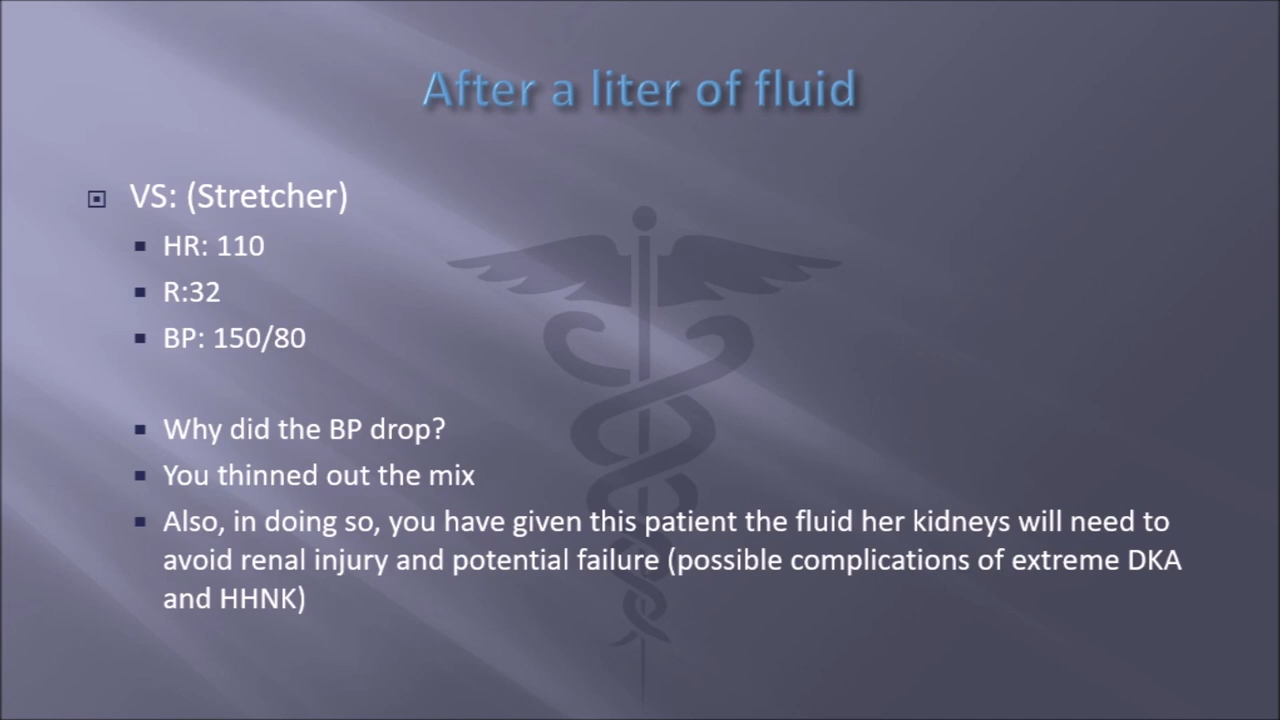 After a liter of fluid
VS: (Stretcher)
HR: 110
R:32
BP: 150/80
Why did the BP drop?
You thinned out the mix
Also, in doing so, you have given this patient the fluid her kidneys will need to
avoid renal injury and potential failure (possible complications of extreme DKA
and HHNK)